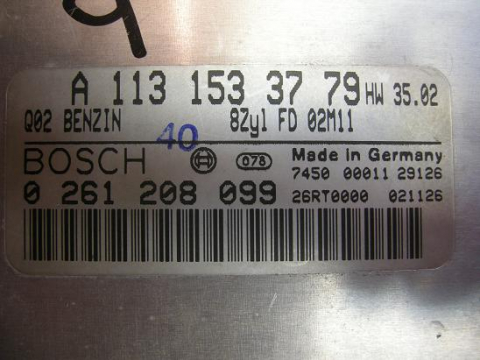 9
A 113 153 37 79 HW 35.02
Q02 BENZIN 8Zyl FD 02M11
40
BOSCH 078 Made in Germany
7450 00011 29126
0 261 208 099 26RT0000 021126